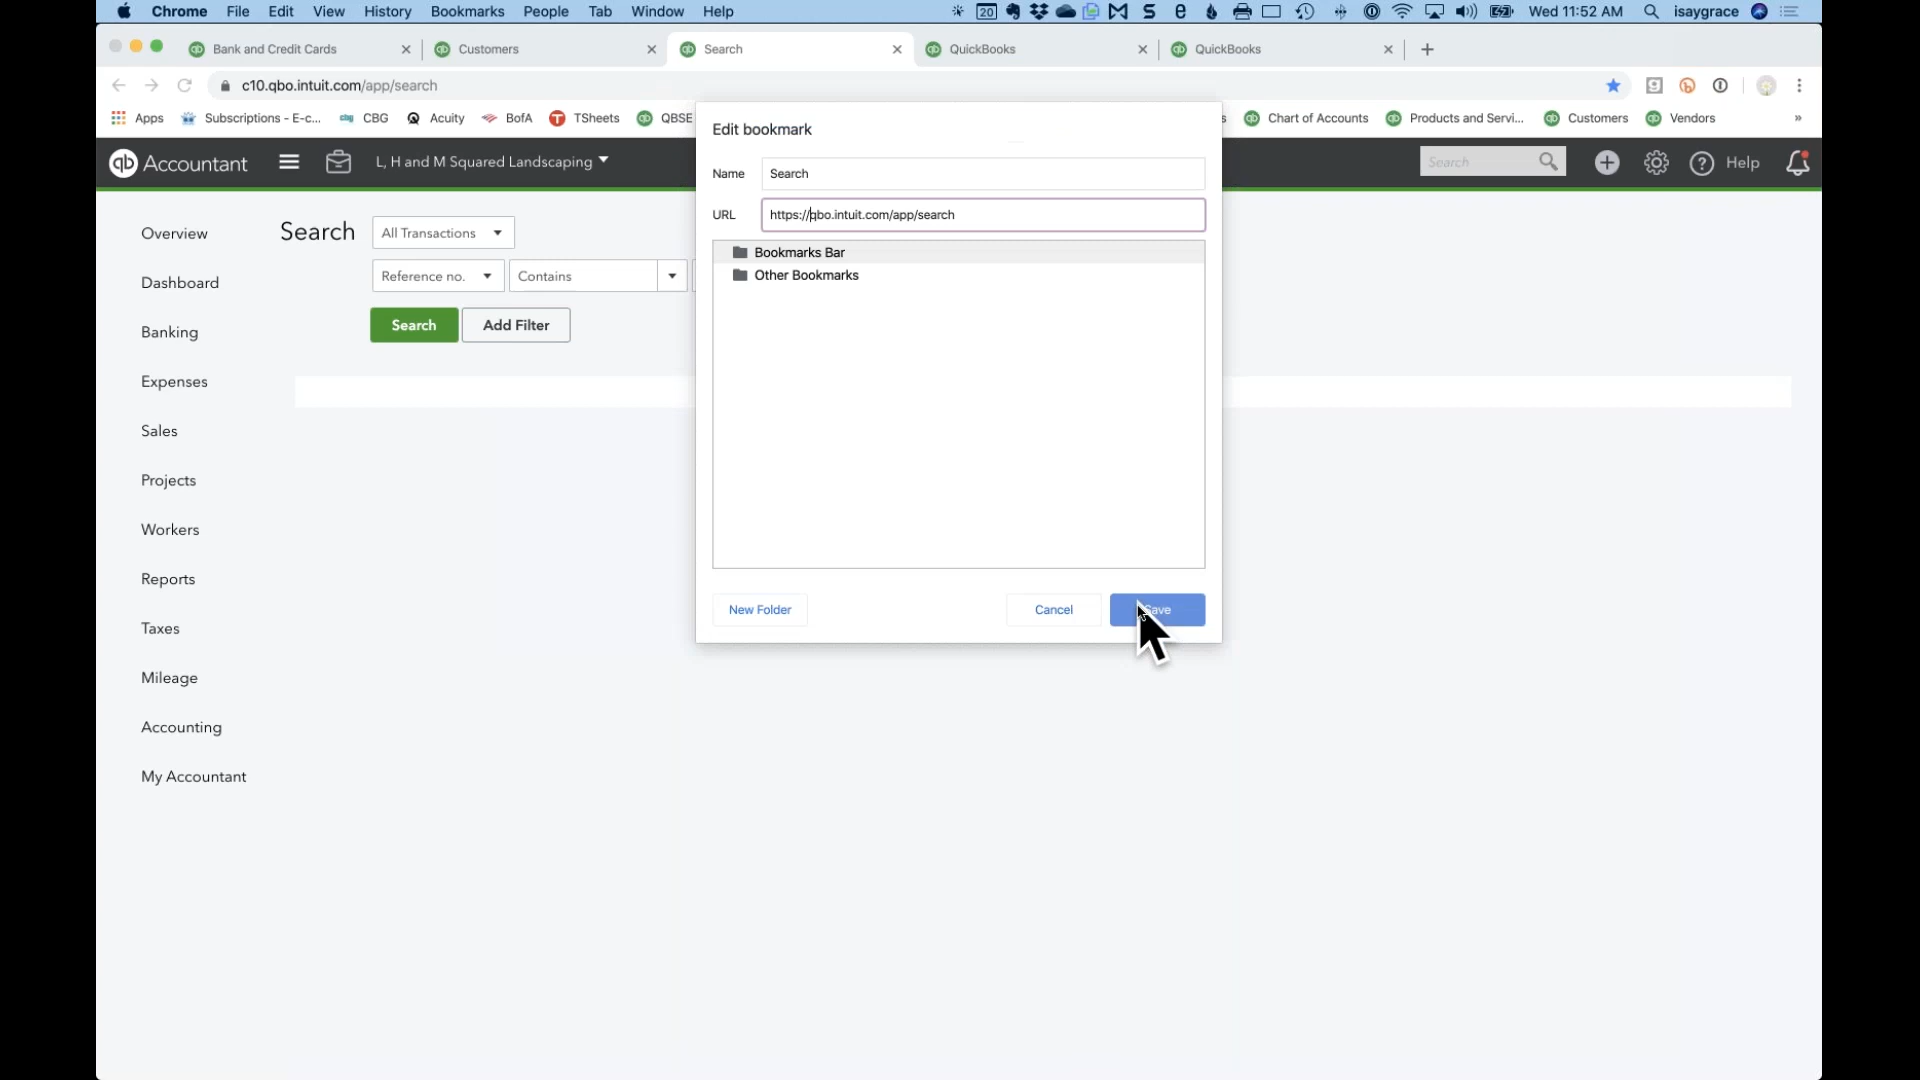 Chrome File Edit View History Bookmarks People Tab Window Help 20 Wed 11:52 AM isaygrace
Bank and Credit Cards Customers Search QuickBooks QuickBooks
c10.qbo.intuit.com/app/search
Apps Subscriptions - E-c... CBG Acuity BofA TSheets QBSE s Chart of Accounts Products and Servi... Customers Vendors »
qb Accountant L, H and M Squared Landscaping Search Help
Edit bookmark
Name Search
URL https://qbo.intuit.com/app/search
Bookmarks Bar
Other Bookmarks
New Folder Cancel Save
Search All Transactions
Reference no. Contains
Search Add Filter
Overview
Dashboard
Banking
Expenses
Sales
Projects
Workers
Reports
Taxes
Mileage
Accounting
My Accountant